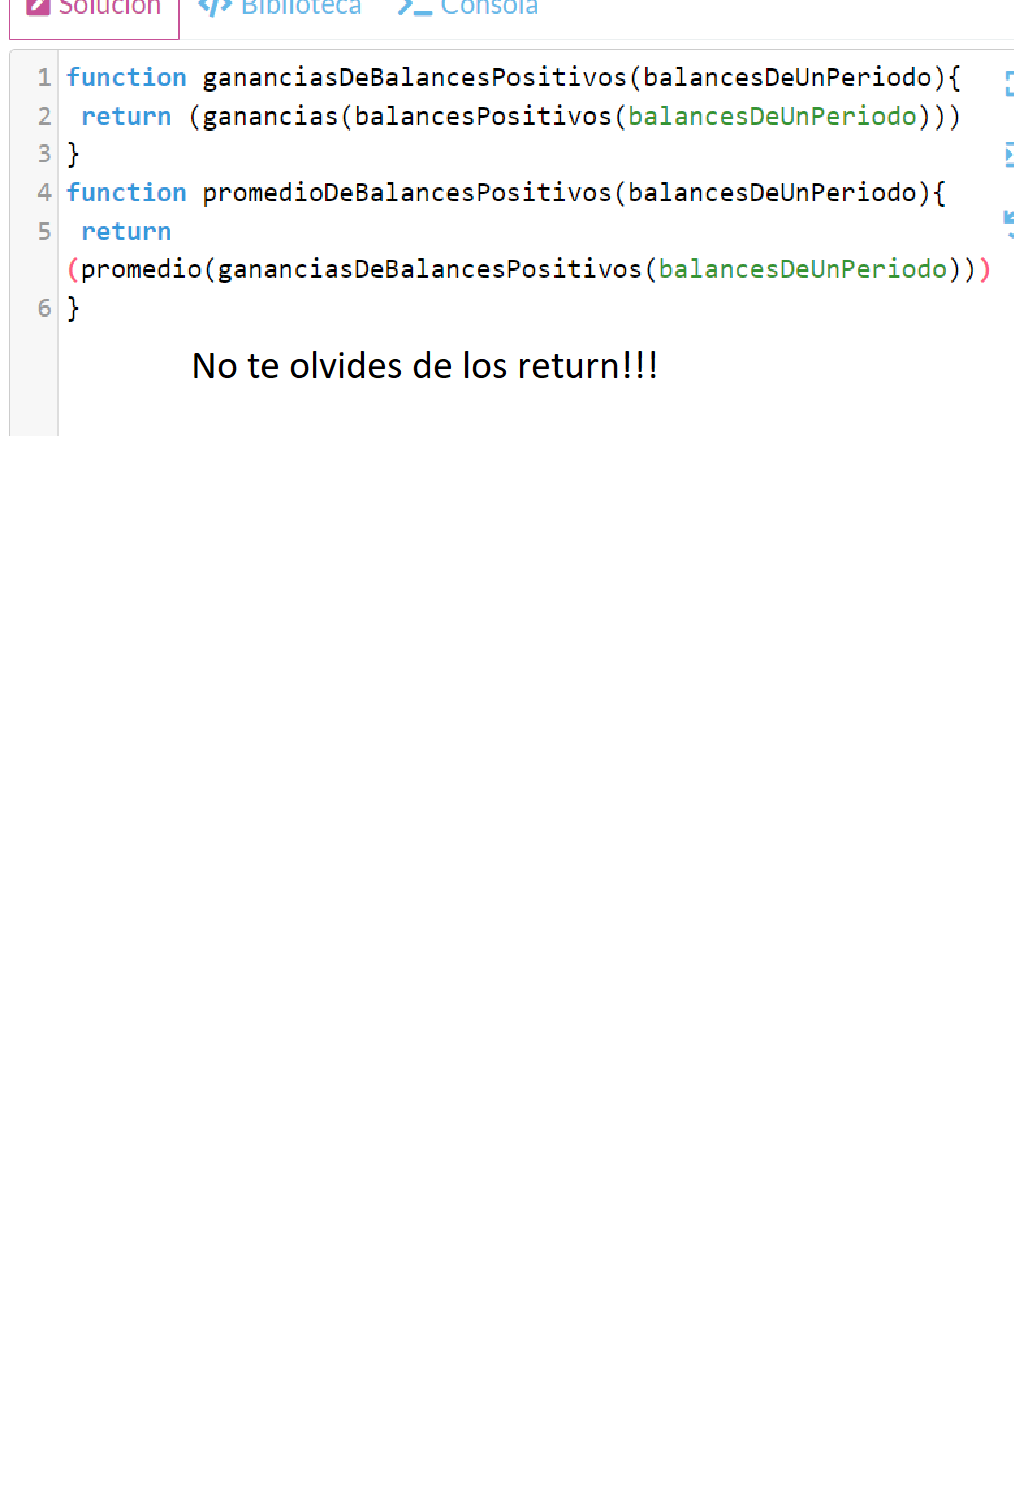 Solución </> Biblioteca >_ Consola
1 function gananciasDeBalancesPositivos(balancesDeUnPeriodo){
2 return (ganancias(balancesPositivos(balancesDeUnPeriodo)))
3 }
4 function promedioDeBalancesPositivos(balancesDeUnPeriodo){
5 return
(promedio(gananciasDeBalancesPositivos(balancesDeUnPeriodo)))
6 }
No te olvides de los return!!!